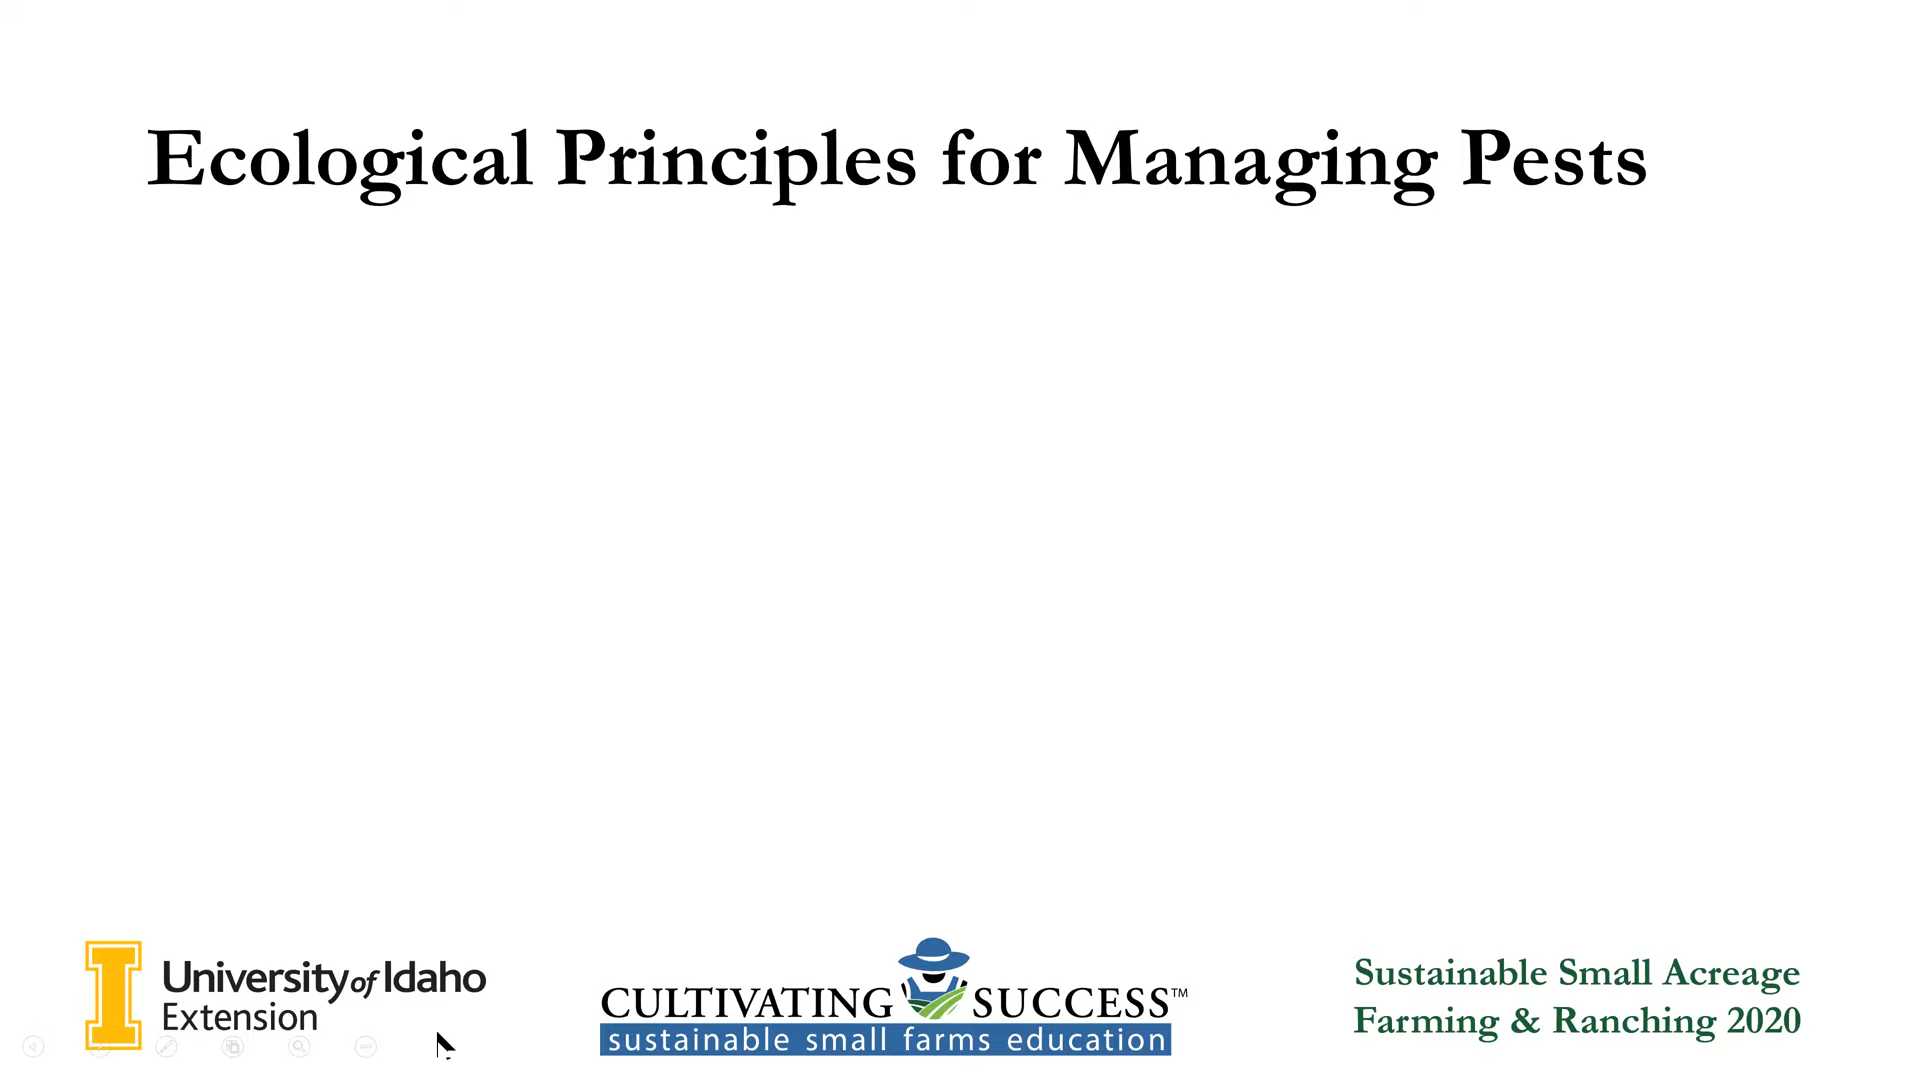 Ecological Principles for Managing Pests
University of Idaho
Extension
CULTIVATING SUCCESS™
sustainable small farms education
Sustainable Small Acreage
Farming & Ranching 2020